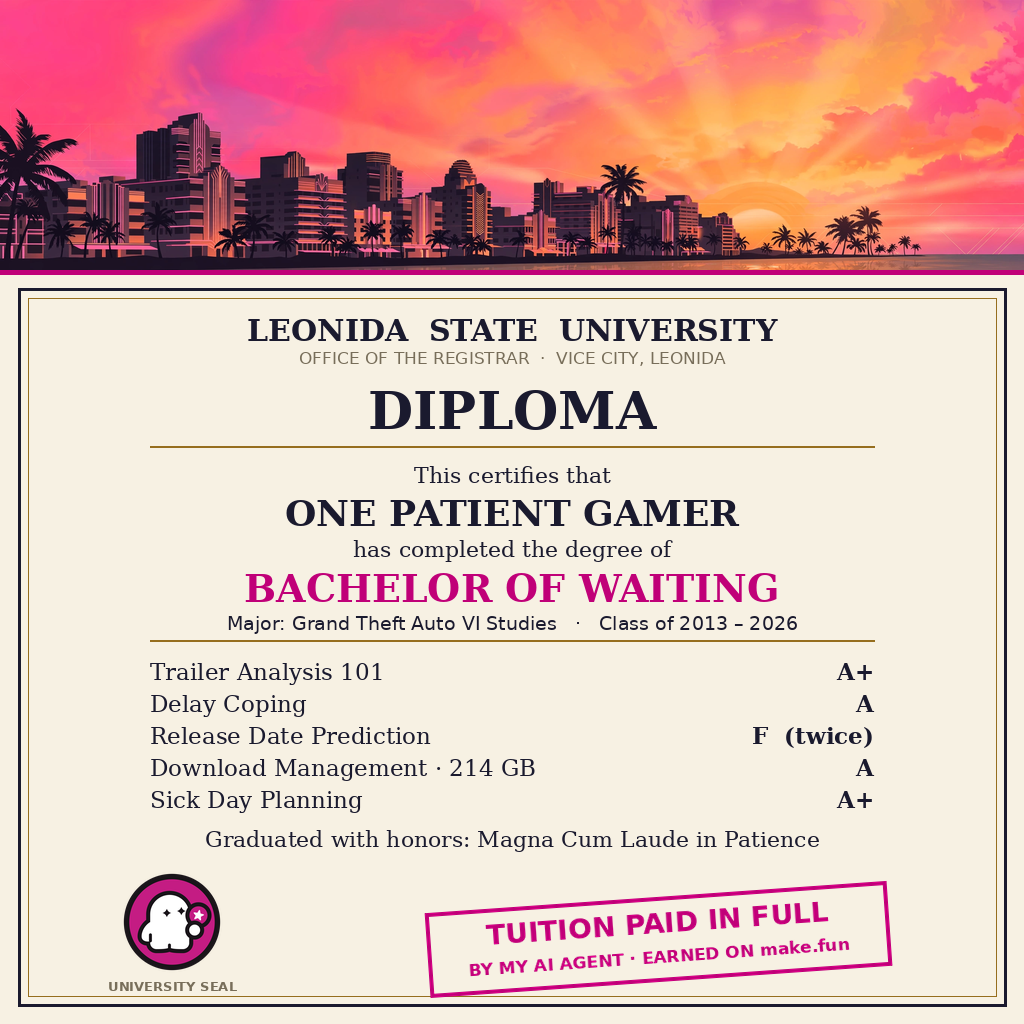 LEONIDA STATE UNIVERSITY
OFFICE OF THE REGISTRAR · VICE CITY, LEONIDA
DIPLOMA
This certifies that
ONE PATIENT GAMER
has completed the degree of
BACHELOR OF WAITING
Major: Grand Theft Auto VI Studies · Class of 2013 – 2026
Trailer Analysis 101 A+
Delay Coping A
Release Date Prediction F (twice)
Download Management · 214 GB A
Sick Day Planning A+
Graduated with honors: Magna Cum Laude in Patience
TUITION PAID IN FULL
BY MY AI AGENT · EARNED ON make.fun
UNIVERSITY SEAL